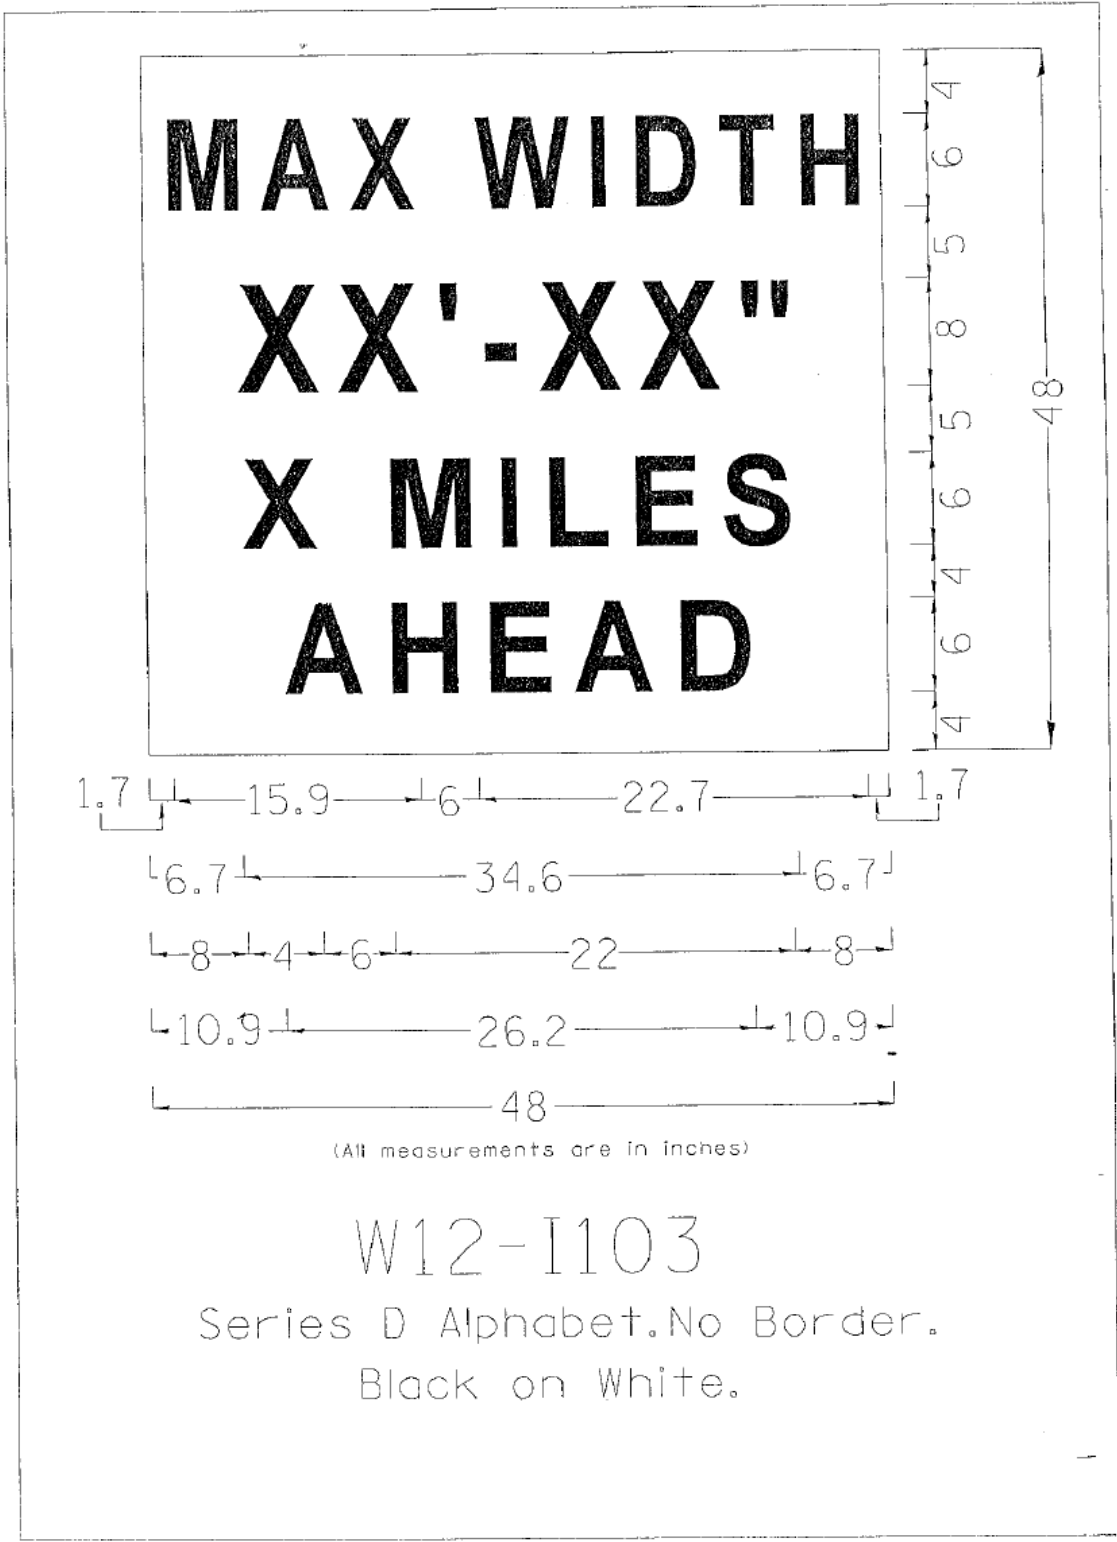 MAX WIDTH
XX'-XX"
X MILES
AHEAD
4
6
5
8
5
6
4
6
4
48
1.7 15.9 6 22.7 1.7
6.7 34.6 6.7
8 4 6 22 8
10.9 26.2 10.9
48
(All measurements are in inches)
W12-I103
Series D Alphabet. No Border.
Black on White.